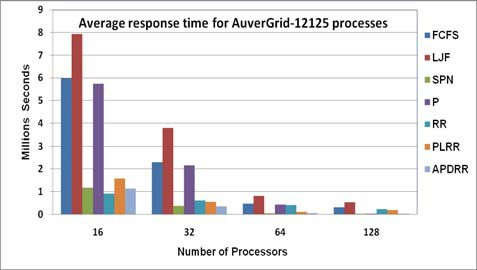 Average response time for AuverGrid-12125 processes
9
8
7
6
5
4
3
2
1
0
Millions Seconds
16
32
64
128
Number of Processors
FCFS
LJF
SPN
P
RR
PLRR
APDRR